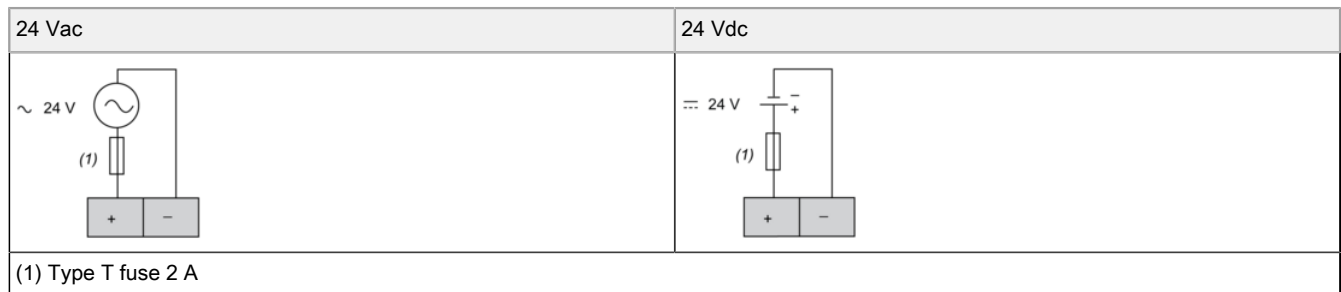 24 Vac
24 Vdc
∼ 24 V
(1)
+ −
⎓ 24 V
−
+
(1)
+ −
(1) Type T fuse 2 A